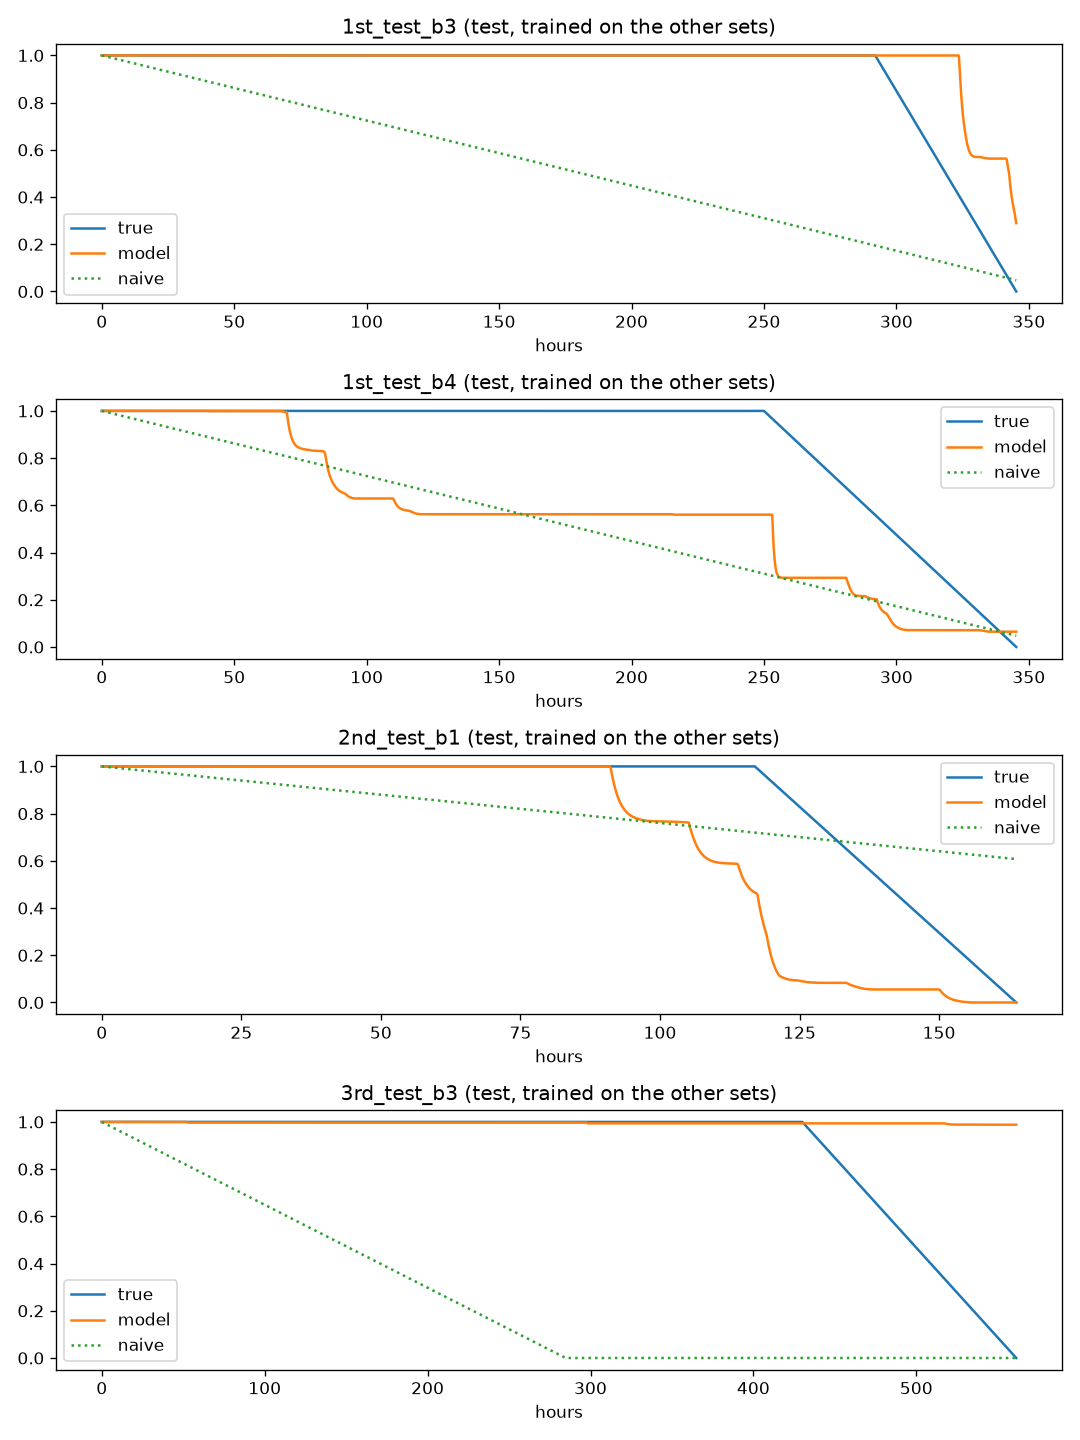 1st_test_b3 (test, trained on the other sets)
1.0
0.8
0.6
0.4
0.2
0.0
true
model
naive
0 50 100 150 200 250 300 350
hours
1st_test_b4 (test, trained on the other sets)
1.0
0.8
0.6
0.4
0.2
0.0
true
model
naive
0 50 100 150 200 250 300 350
hours
2nd_test_b1 (test, trained on the other sets)
1.0
0.8
0.6
0.4
0.2
0.0
true
model
naive
0 25 50 75 100 125 150
hours
3rd_test_b3 (test, trained on the other sets)
1.0
0.8
0.6
0.4
0.2
0.0
true
model
naive
0 100 200 300 400 500
hours